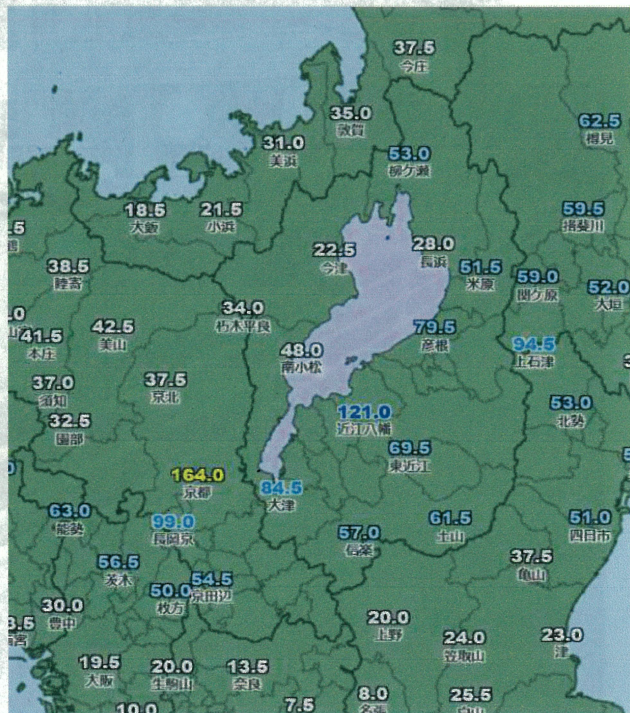 37.5
今庄
35.0
敦賀
62.5
樽見
31.0
美浜
53.0
柳ケ瀬
18.5
大飯
21.5
小浜
59.5
揖斐川
.5
22.5
今津
28.0
長浜
38.5
睦寄
51.5
米原
59.0
関ケ原
52.0
大垣
34.0
朽木平良
.0
42.5
美山
41.5
本庄
79.5
彦根
94.5
上石津
48.0
南小松
37.0
須知
37.5
京北
53.0
北勢
32.5
園部
121.0
近江八幡
69.5
東近江
164.0
京都
84.5
大津
63.0
能勢
99.0
長岡京
57.0
信楽
61.5
土山
51.0
四日市
56.5
茨木
37.5
亀山
50.0
枚方
54.5
京田辺
30.0
豊中
3.5
20.0
上野
24.0
笠取山
23.0
津
19.5
大阪
20.0
生駒山
13.5
奈良
10.0
7.5
8.0
名張
25.5
白山